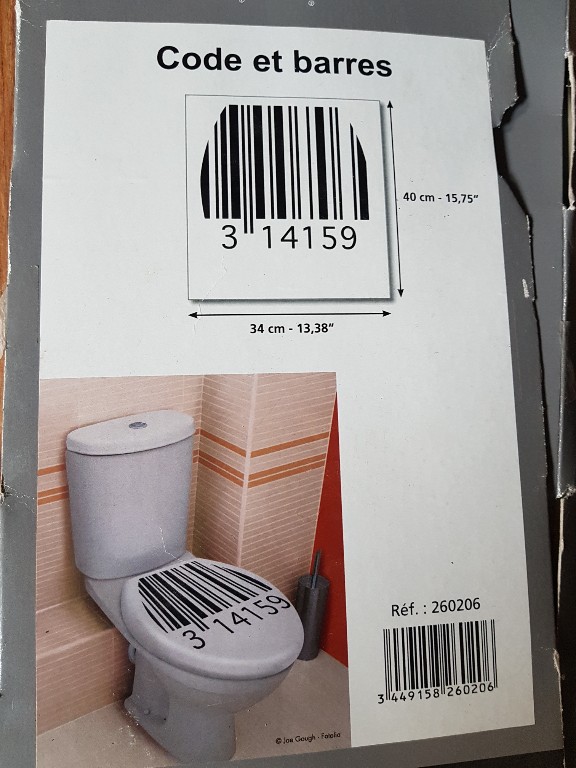 Code et barres
3 14159
40 cm - 15,75"
34 cm - 13,38"
3 14159
Réf. : 260206
3 449158 260206
© Joe Gough - Fotolia